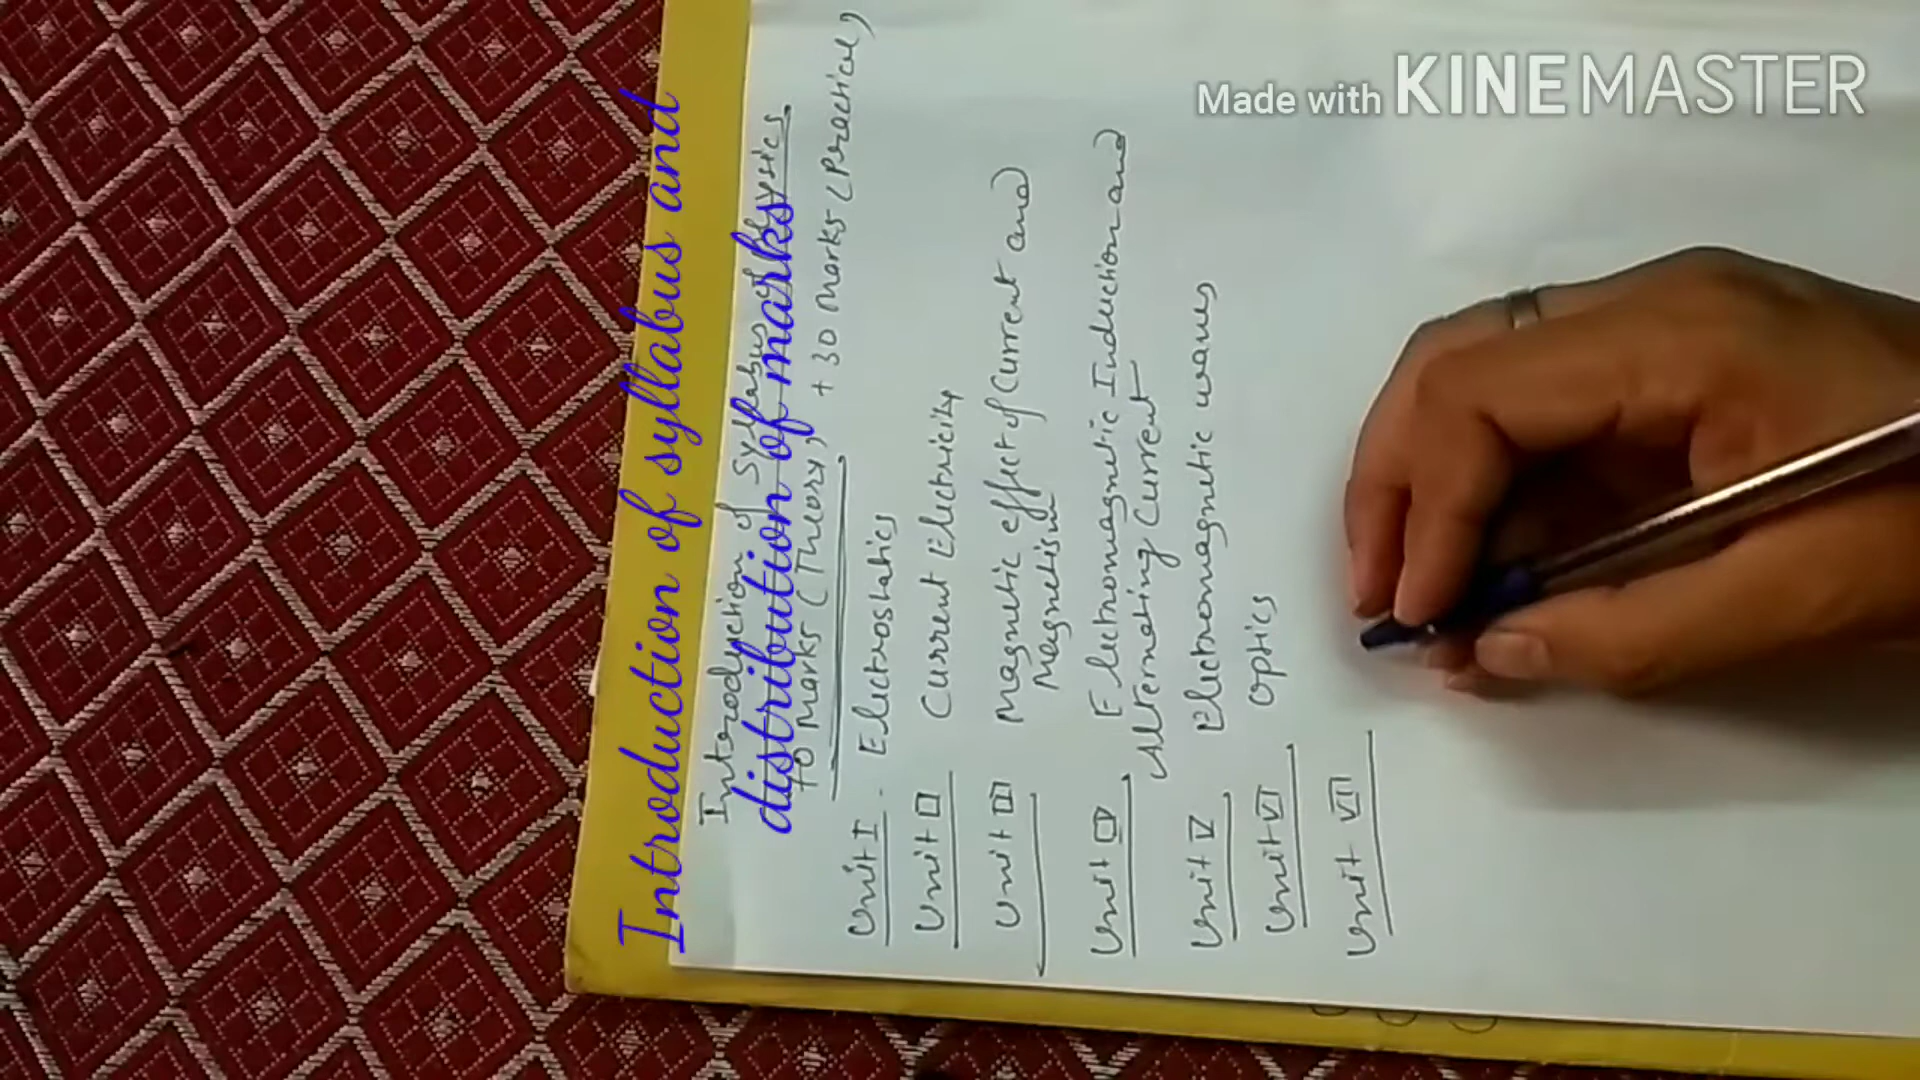 Made with KINEMASTER
Introduction of syllabus and
distribution of marks
Introduction of Syllabus of Physics
70 Marks (Theory) + 30 Marks (Practical)
Unit I - Electrostatics
Unit II Current Electricity
Unit III Magnetic effect of Current and
Magnetism
Unit IV Electromagnetic Induction and
Alternating Current
Unit V Electromagnetic waves
Unit VI Optics
Unit VII